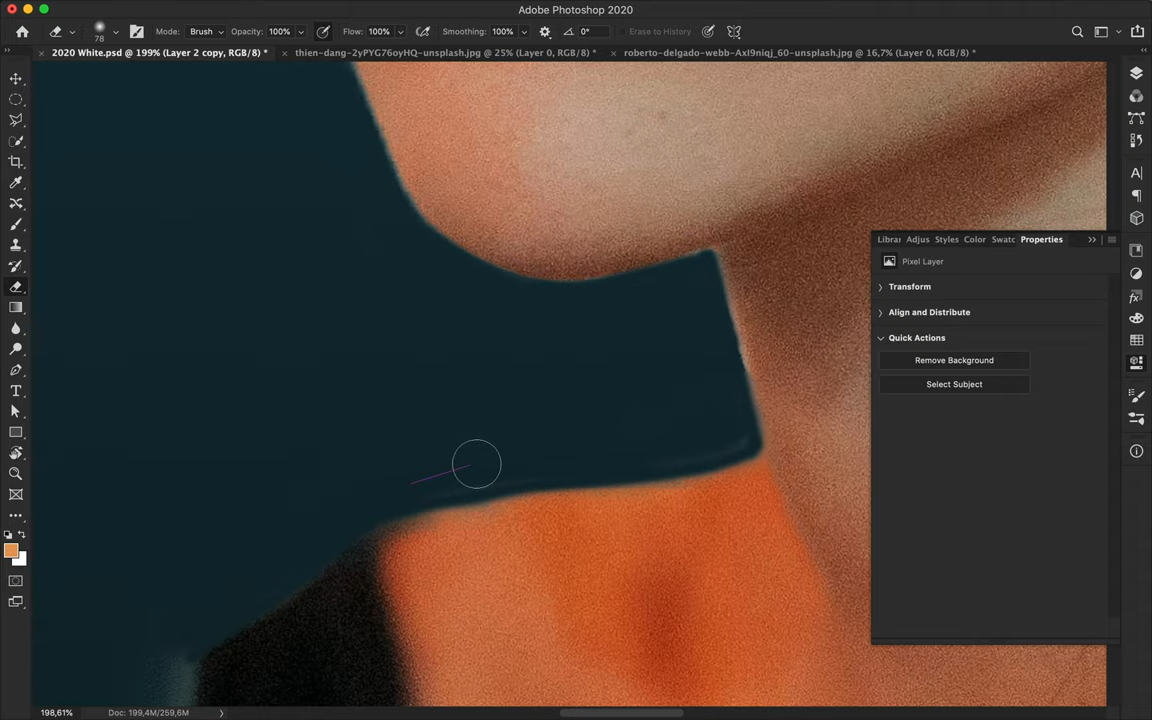 Adobe Photoshop 2020
Mode: Brush Opacity: 100% Flow: 100% Smoothing: 100% 0° Erase to History
78
× 2020 White.psd @ 199% (Layer 2 copy, RGB/8) * × thien-dang-2yPYG76oyHQ-unsplash.jpg @ 25% (Layer 0, RGB/8) * × roberto-delgado-webb-AxI9niqj_60-unsplash.jpg @ 16,7% (Layer 0, RGB/8) *
Librar Adjus Styles Color Swatc Properties
Pixel Layer
Transform
Align and Distribute
Quick Actions
Remove Background
Select Subject
198,61% Doc: 199,4M/259,6M